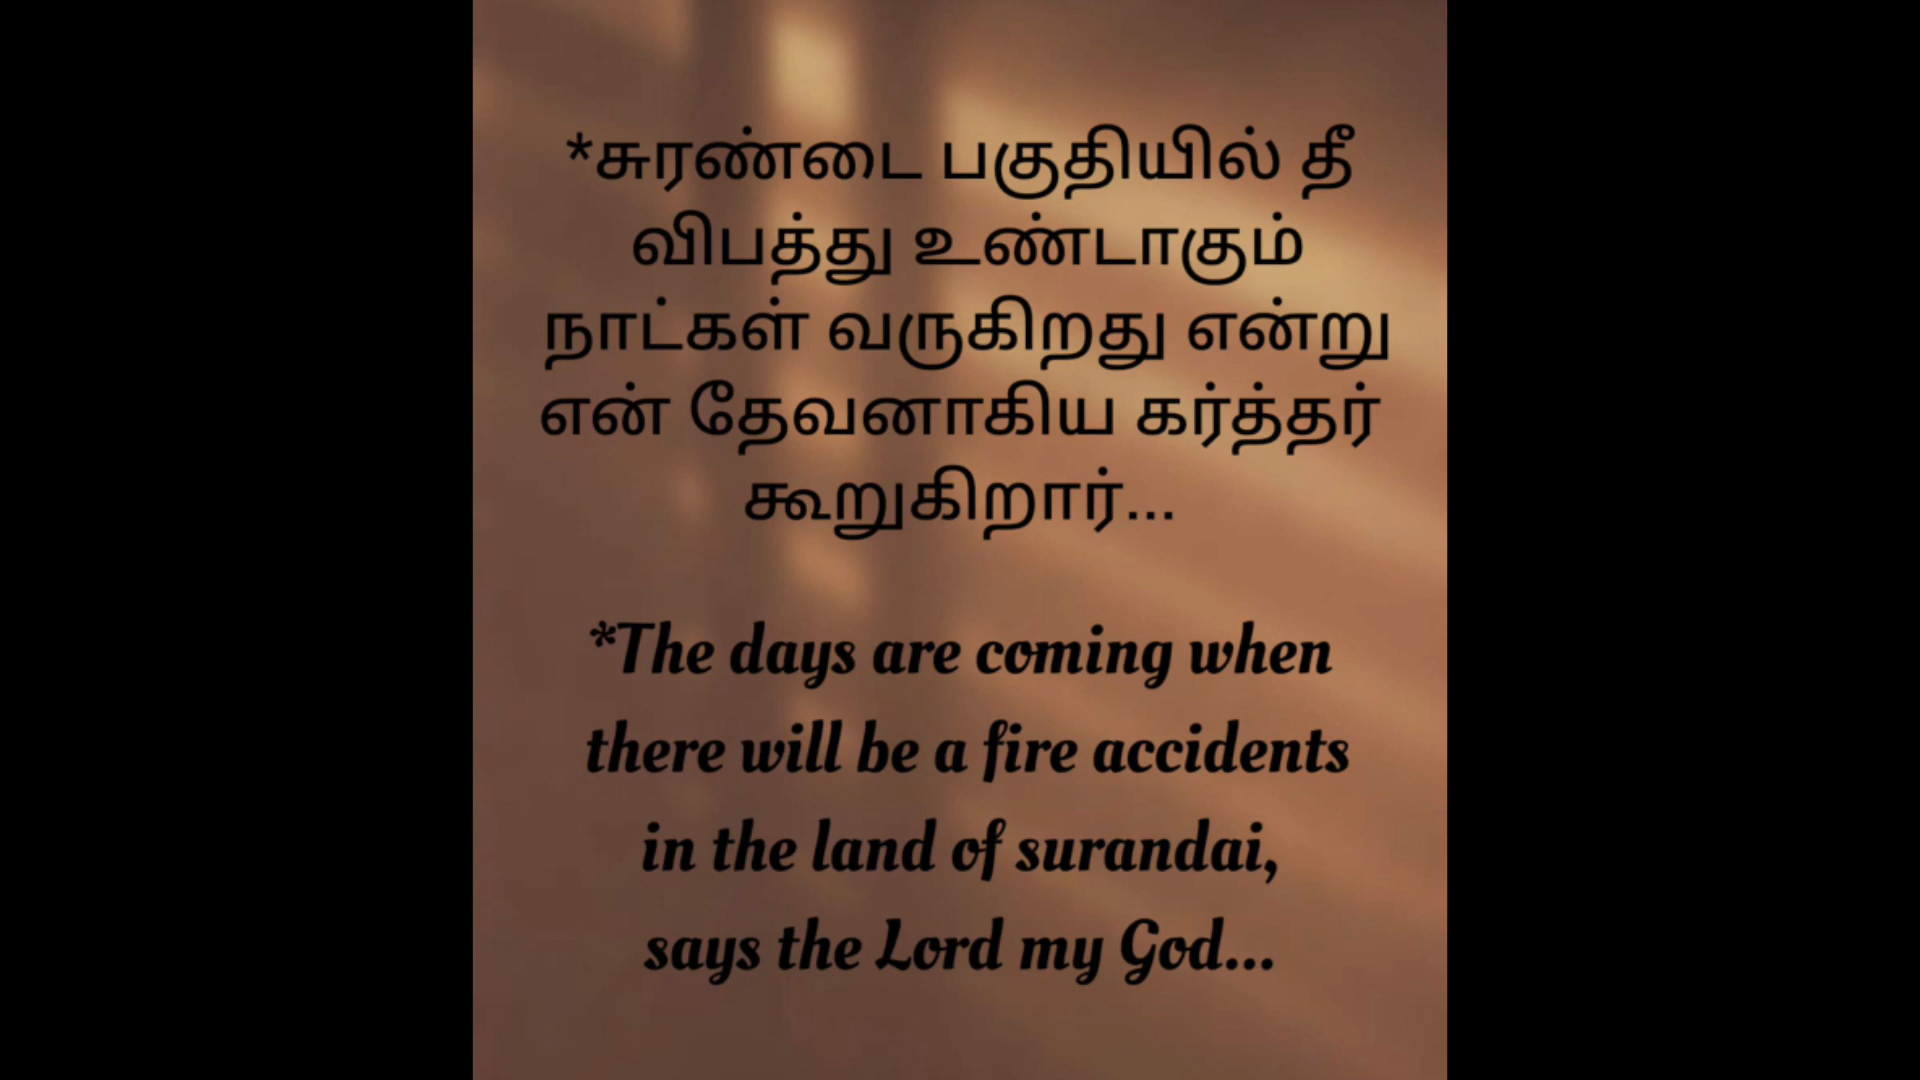 *சுரண்டை பகுதியில் தீ
விபத்து உண்டாகும்
நாட்கள் வருகிறது என்று
என் தேவனாகிய கர்த்தர்
கூறுகிறார்...
*The days are coming when
there will be a fire accidents
in the land of surandai,
says the Lord my God...